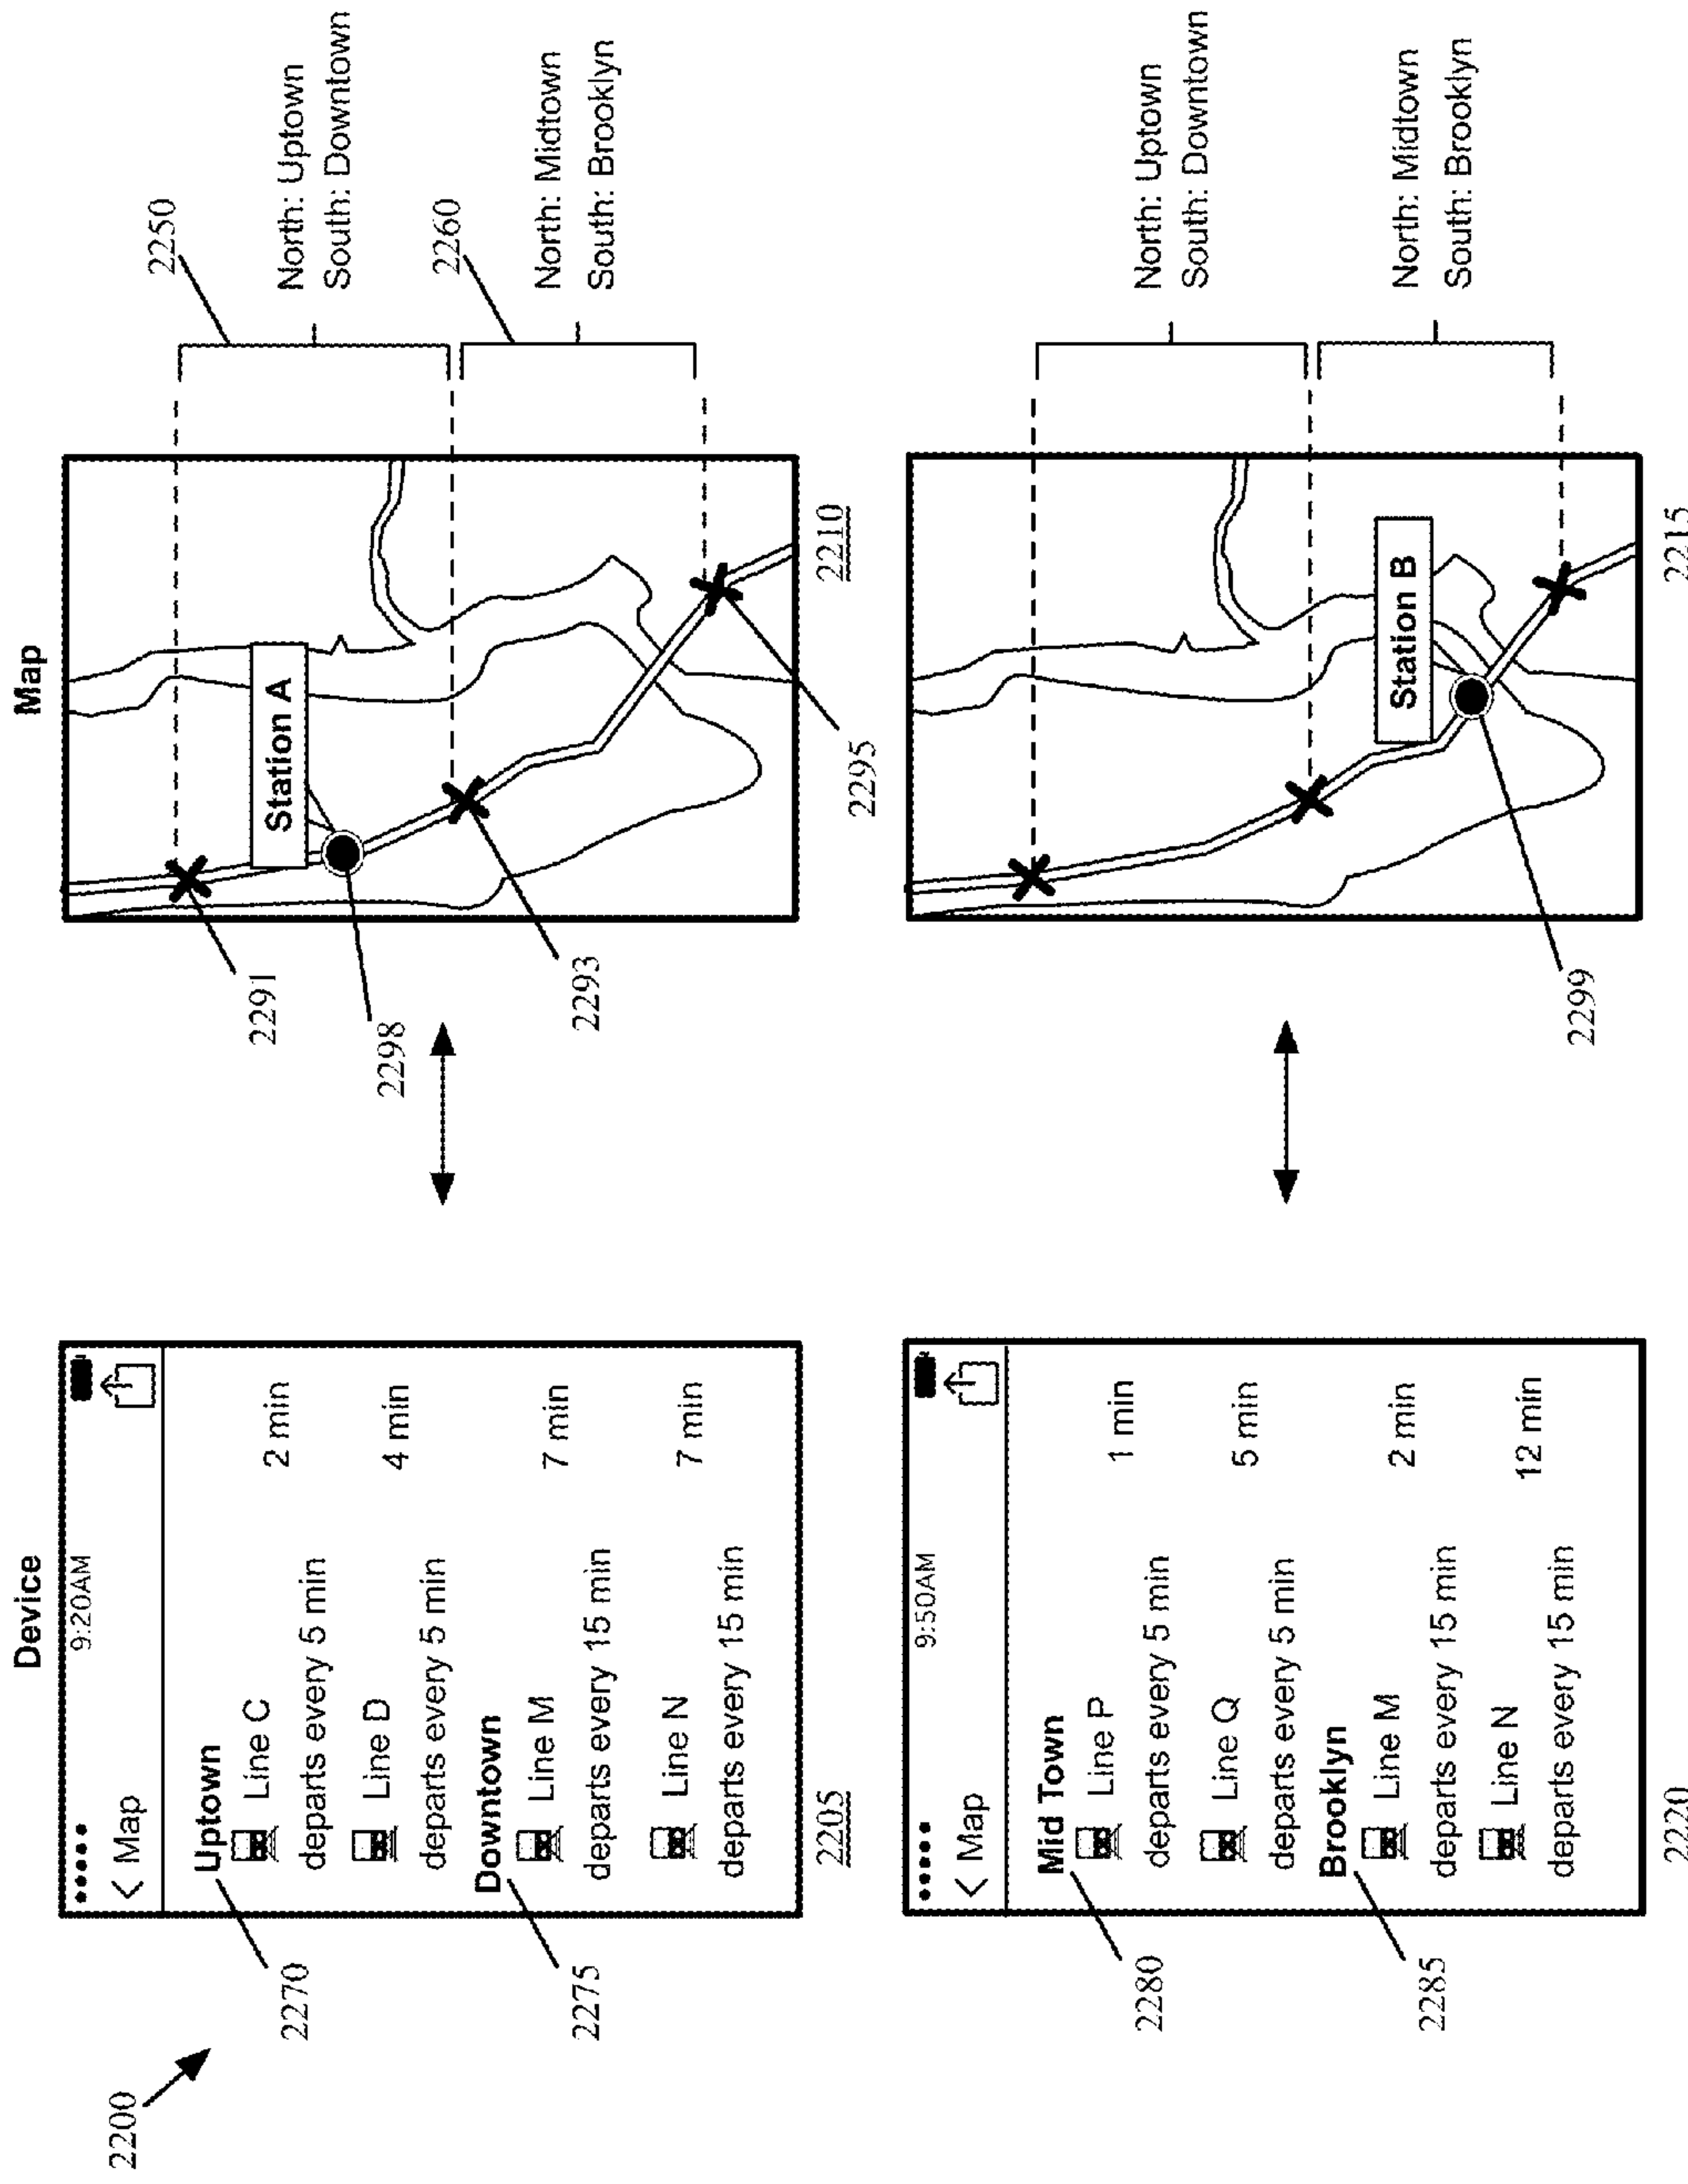 2200
Device
9:20AM
< Map
Uptown
Line C
2 min
departs every 5 min
Line D
4 min
departs every 5 min
Downtown
Line M
7 min
departs every 15 min
Line N
7 min
departs every 15 min
2270
2275
2205
Map
Station A
2291
2298
2293
2295
2210
2250
North: Uptown
South: Downtown
2260
North: Midtown
South: Brooklyn
9:50AM
< Map
Mid Town
Line P
1 min
departs every 5 min
Line Q
5 min
departs every 5 min
Brooklyn
Line M
2 min
departs every 15 min
Line N
12 min
departs every 15 min
2280
2285
2220
Station B
2299
2215
North: Uptown
South: Downtown
North: Midtown
South: Brooklyn